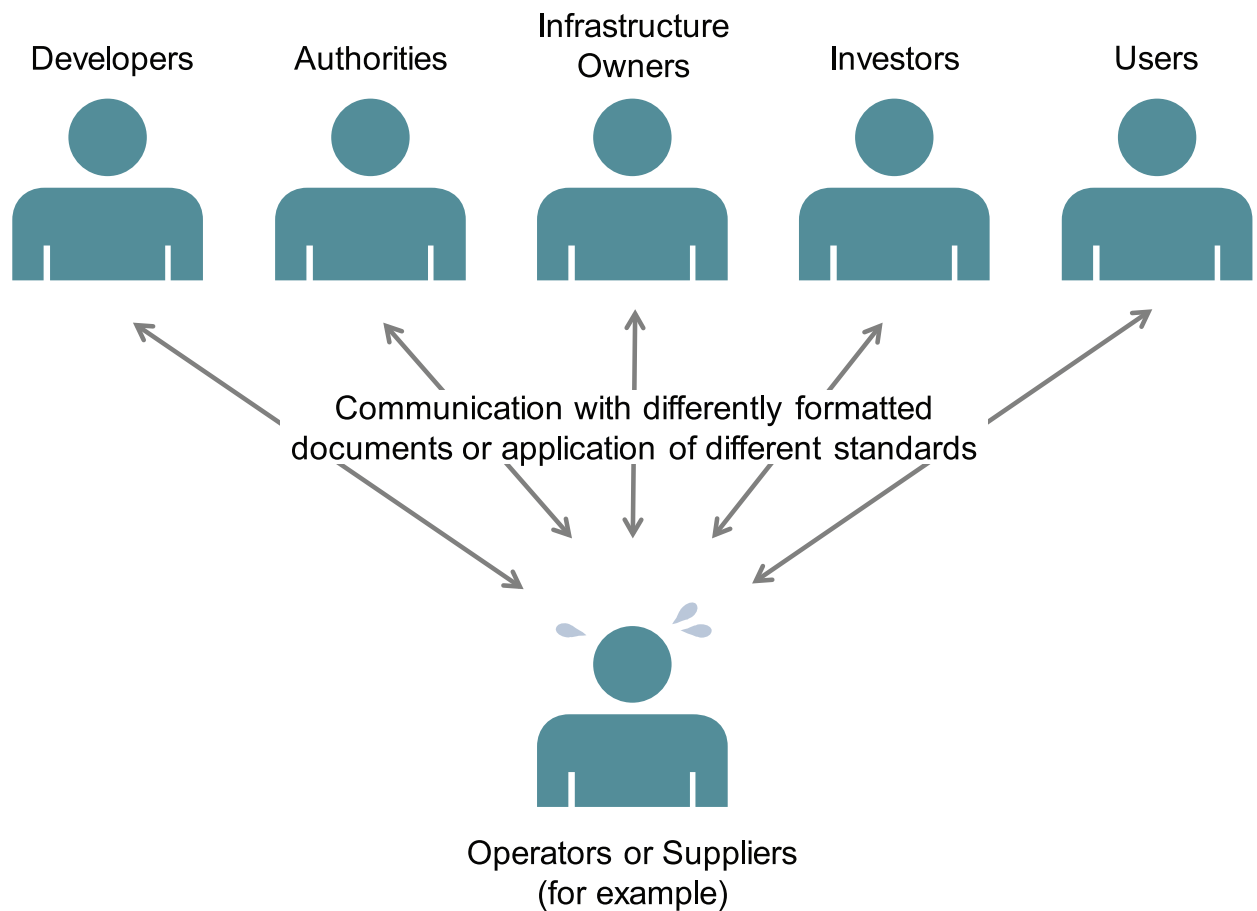 Developers
Authorities
Infrastructure
Owners
Investors
Users
Communication with differently formatted
documents or application of different standards
Operators or Suppliers
(for example)